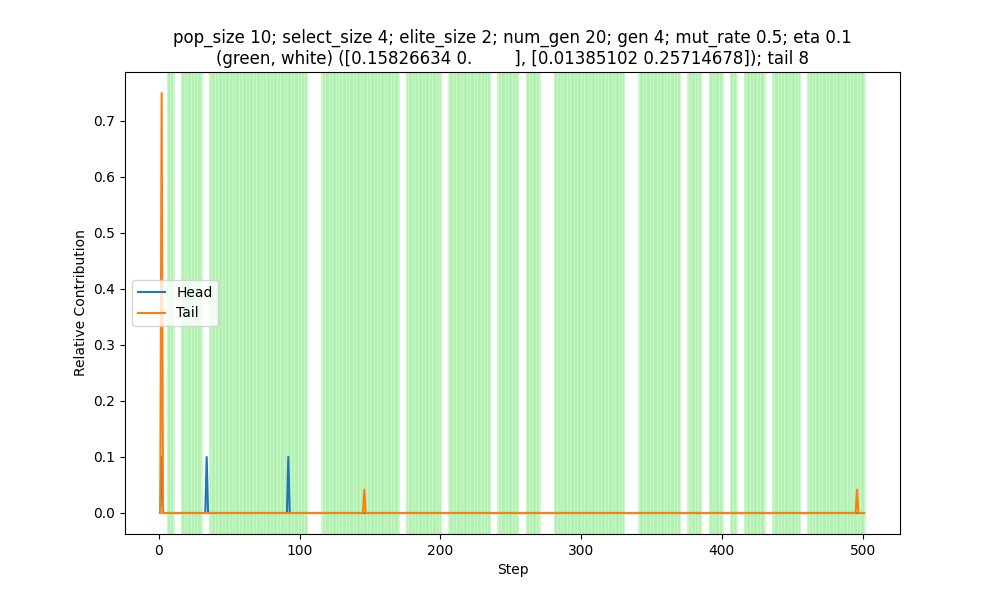 pop_size 10; select_size 4; elite_size 2; num_gen 20; gen 4; mut_rate 0.5; eta 0.1
(green, white) ([0.15826634 0.        ], [0.01385102 0.25714678]); tail 8
Relative Contribution
0.7
0.6
0.5
0.4
0.3
0.2
0.1
0.0
Head
Tail
0
100
200
300
400
500
Step